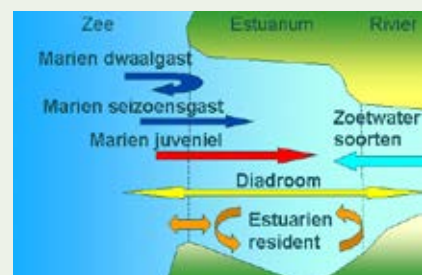 Zee Estuarium Rivier
Marien dwaalgast
Marien seizoensgast
Zoetwater
soorten
Marien juveniel
Diadroom
Estuarien
resident